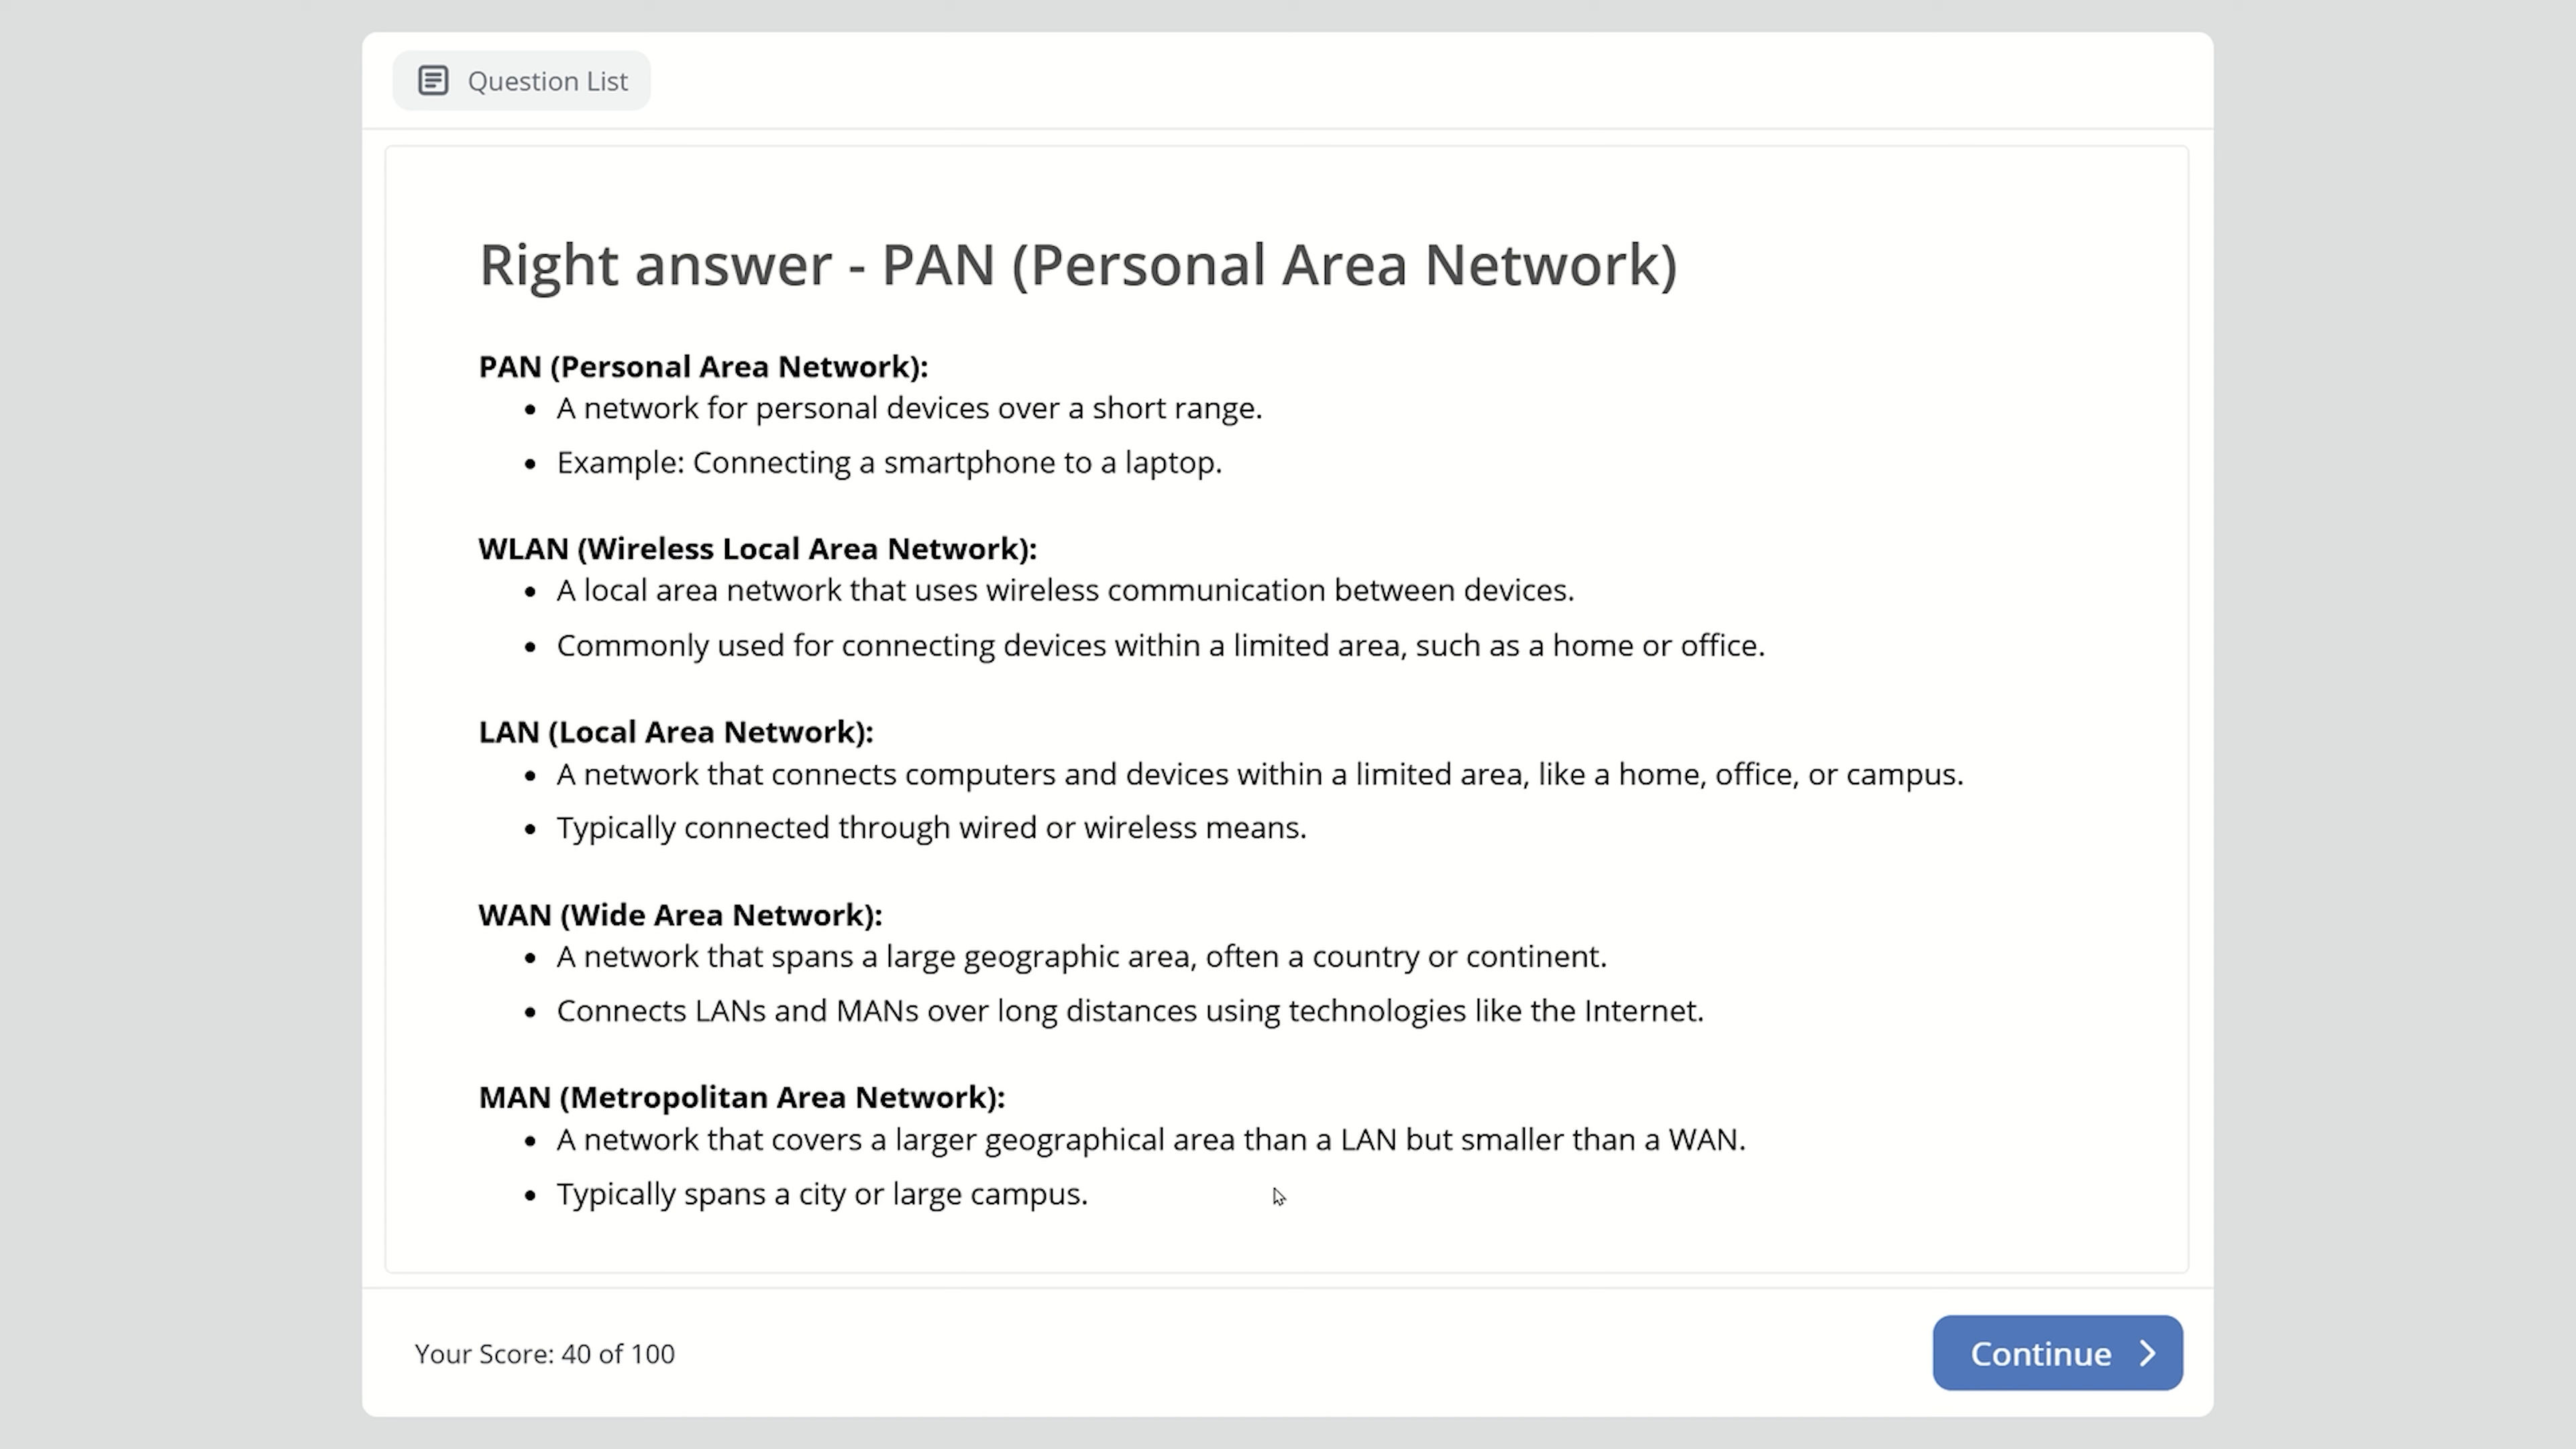 Question List
Right answer - PAN (Personal Area Network)
PAN (Personal Area Network):
• A network for personal devices over a short range.
• Example: Connecting a smartphone to a laptop.
WLAN (Wireless Local Area Network):
• A local area network that uses wireless communication between devices.
• Commonly used for connecting devices within a limited area, such as a home or office.
LAN (Local Area Network):
• A network that connects computers and devices within a limited area, like a home, office, or campus.
• Typically connected through wired or wireless means.
WAN (Wide Area Network):
• A network that spans a large geographic area, often a country or continent.
• Connects LANs and MANs over long distances using technologies like the Internet.
MAN (Metropolitan Area Network):
• A network that covers a larger geographical area than a LAN but smaller than a WAN.
• Typically spans a city or large campus.
Your Score: 40 of 100
Continue